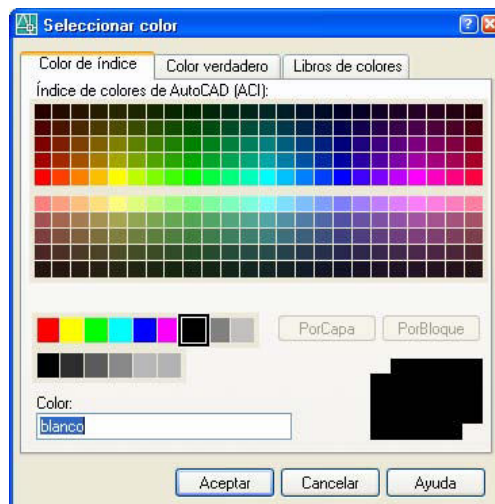 Seleccionar color
Color de índice
Color verdadero
Libros de colores
Índice de colores de AutoCAD (ACI):
PorCapa
PorBloque
Color:
blanco
Aceptar
Cancelar
Ayuda